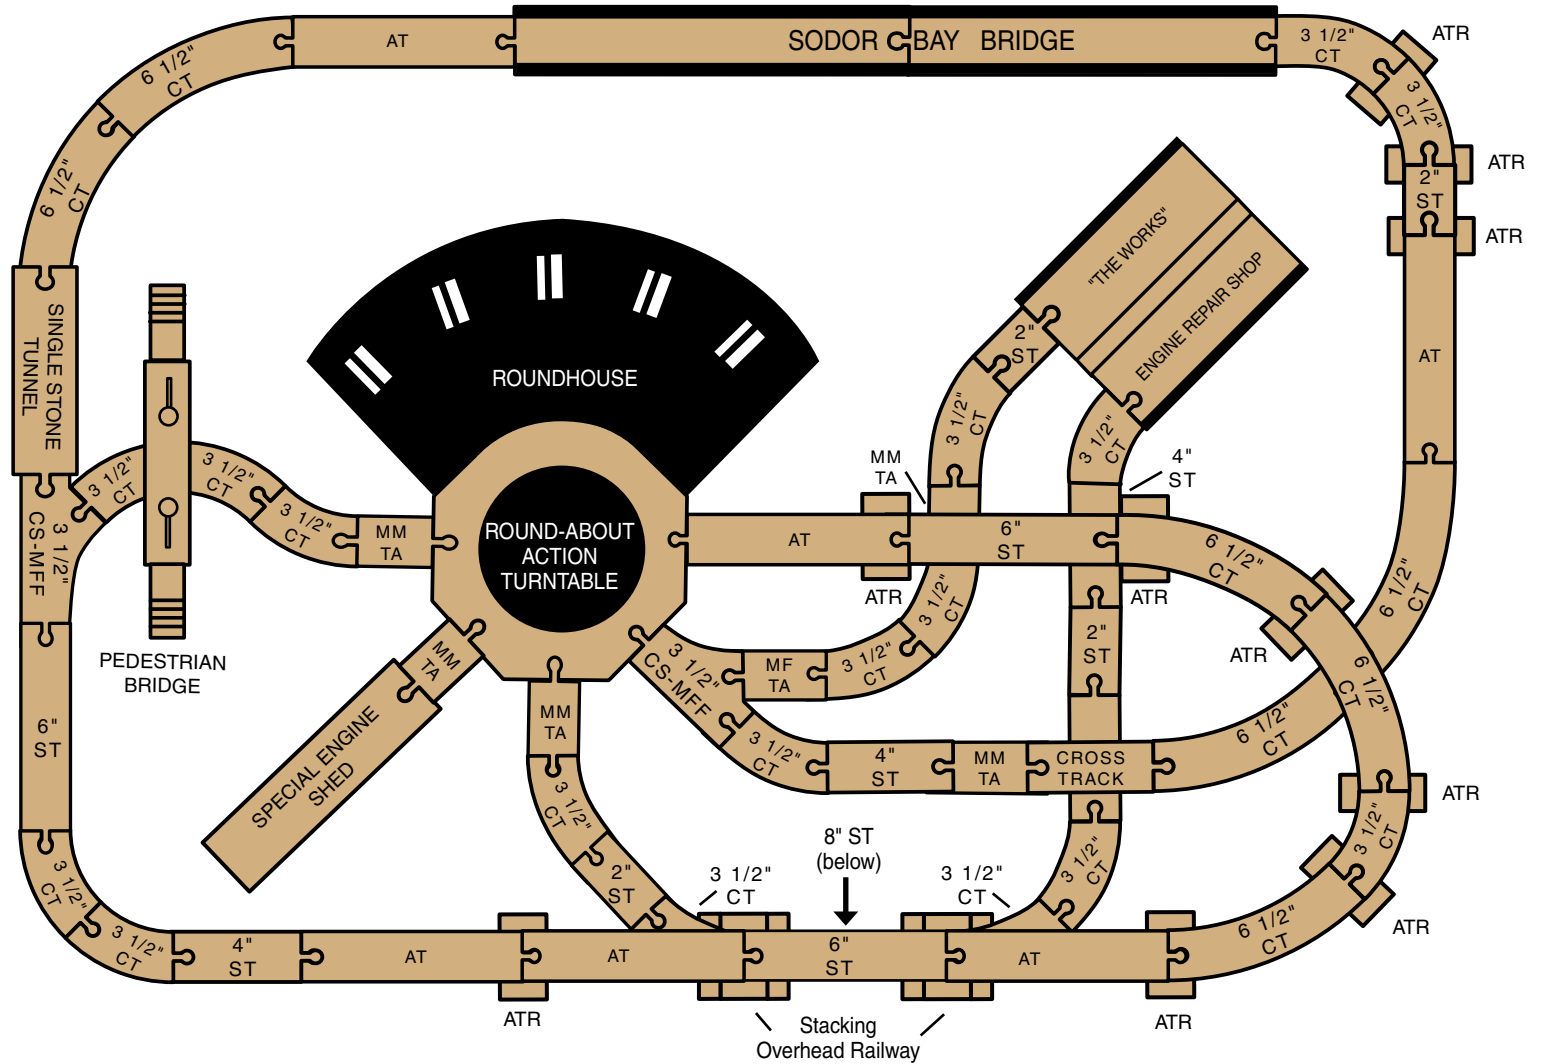 6 1/2"
CT
AT
SODOR BAY BRIDGE
3 1/2"
CT
ATR
3 1/2"
CT
ATR
2"
ST
ATR
6 1/2"
CT
SINGLE STONE
TUNNEL
"THE WORKS"
ENGINE REPAIR SHOP
2"
ST
ROUNDHOUSE
AT
3 1/2"
CT
3 1/2"
CT
4"
ST
MM
TA
3 1/2"
CT
3 1/2"
CT
3 1/2"
CT
MM
TA
3 1/2"
CS-MFF
ROUND-ABOUT
ACTION
TURNTABLE
AT
6"
ST
6 1/2"
CT
6 1/2"
CT
ATR
ATR
ATR
3 1/2"
CT
2"
ST
PEDESTRIAN
BRIDGE
MM
TA
3 1/2"
CS-MFF
MF
TA
3 1/2"
CT
6 1/2"
CT
6"
ST
MM
TA
SPECIAL ENGINE
SHED
3 1/2"
CT
4"
ST
MM
TA
CROSS
TRACK
6 1/2"
CT
ATR
3 1/2"
CT
8" ST
(below)
3 1/2"
CT
3 1/2"
CT
2"
ST
3 1/2"
CT
3 1/2"
CT
3 1/2"
CT
ATR
3 1/2"
CT
4"
ST
AT
AT
6"
ST
AT
6 1/2"
CT
ATR
Stacking
Overhead Railway
ATR